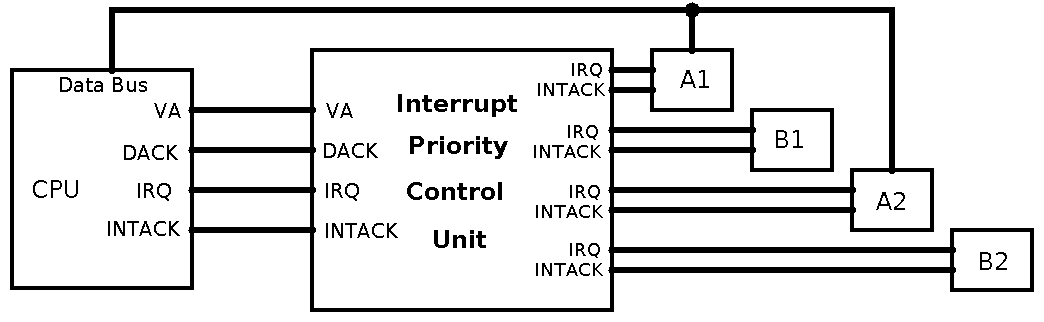 Data Bus
VA
DACK
CPU
IRQ
INTACK
VA
DACK
IRQ
INTACK
Interrupt
Priority
Control
Unit
IRQ
INTACK
IRQ
INTACK
IRQ
INTACK
IRQ
INTACK
A1
B1
A2
B2